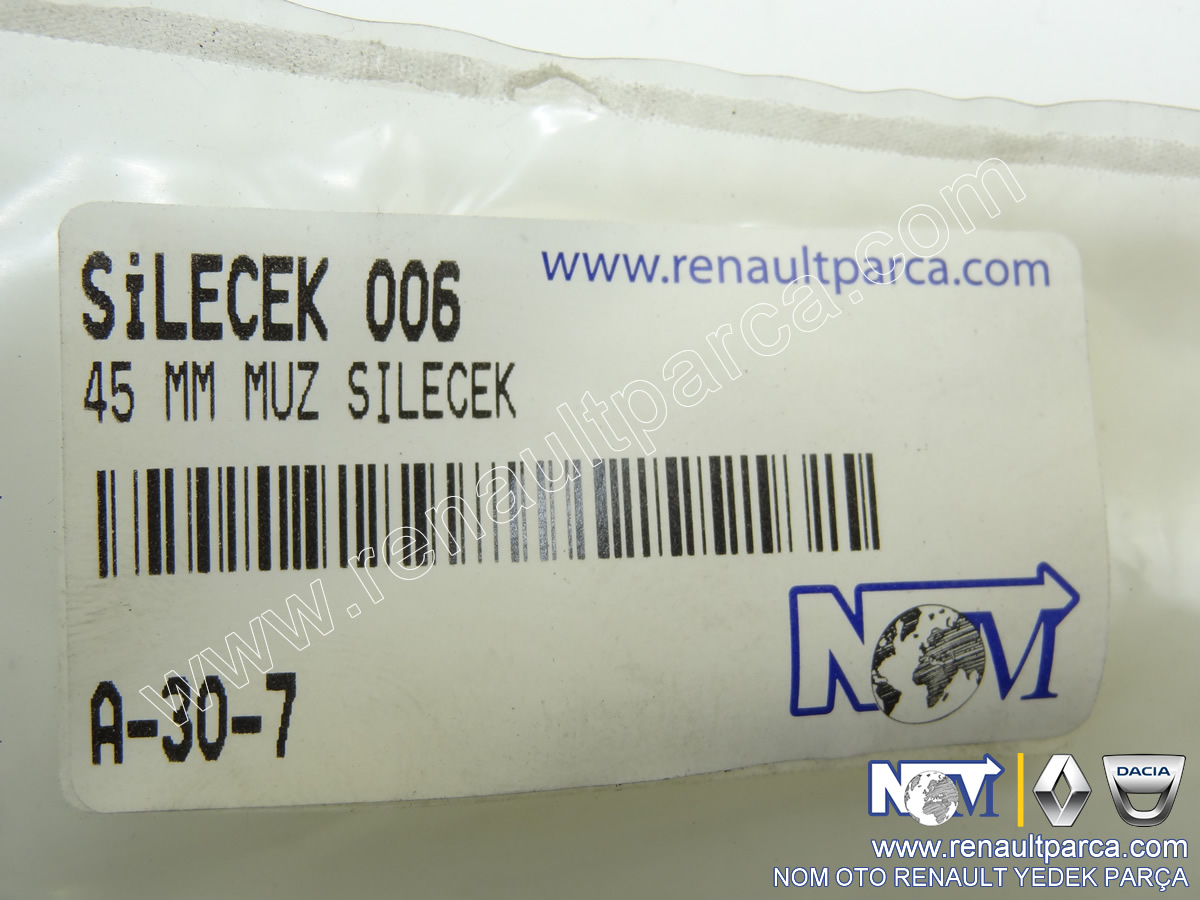 SiLECEK 006
www.renaultparca.com
45 MM MUZ SILECEK
www.renaultparca.com
A-30-7
NOM
NOM
DACIA
www.renaultparca.com
NOM OTO RENAULT YEDEK PARÇA